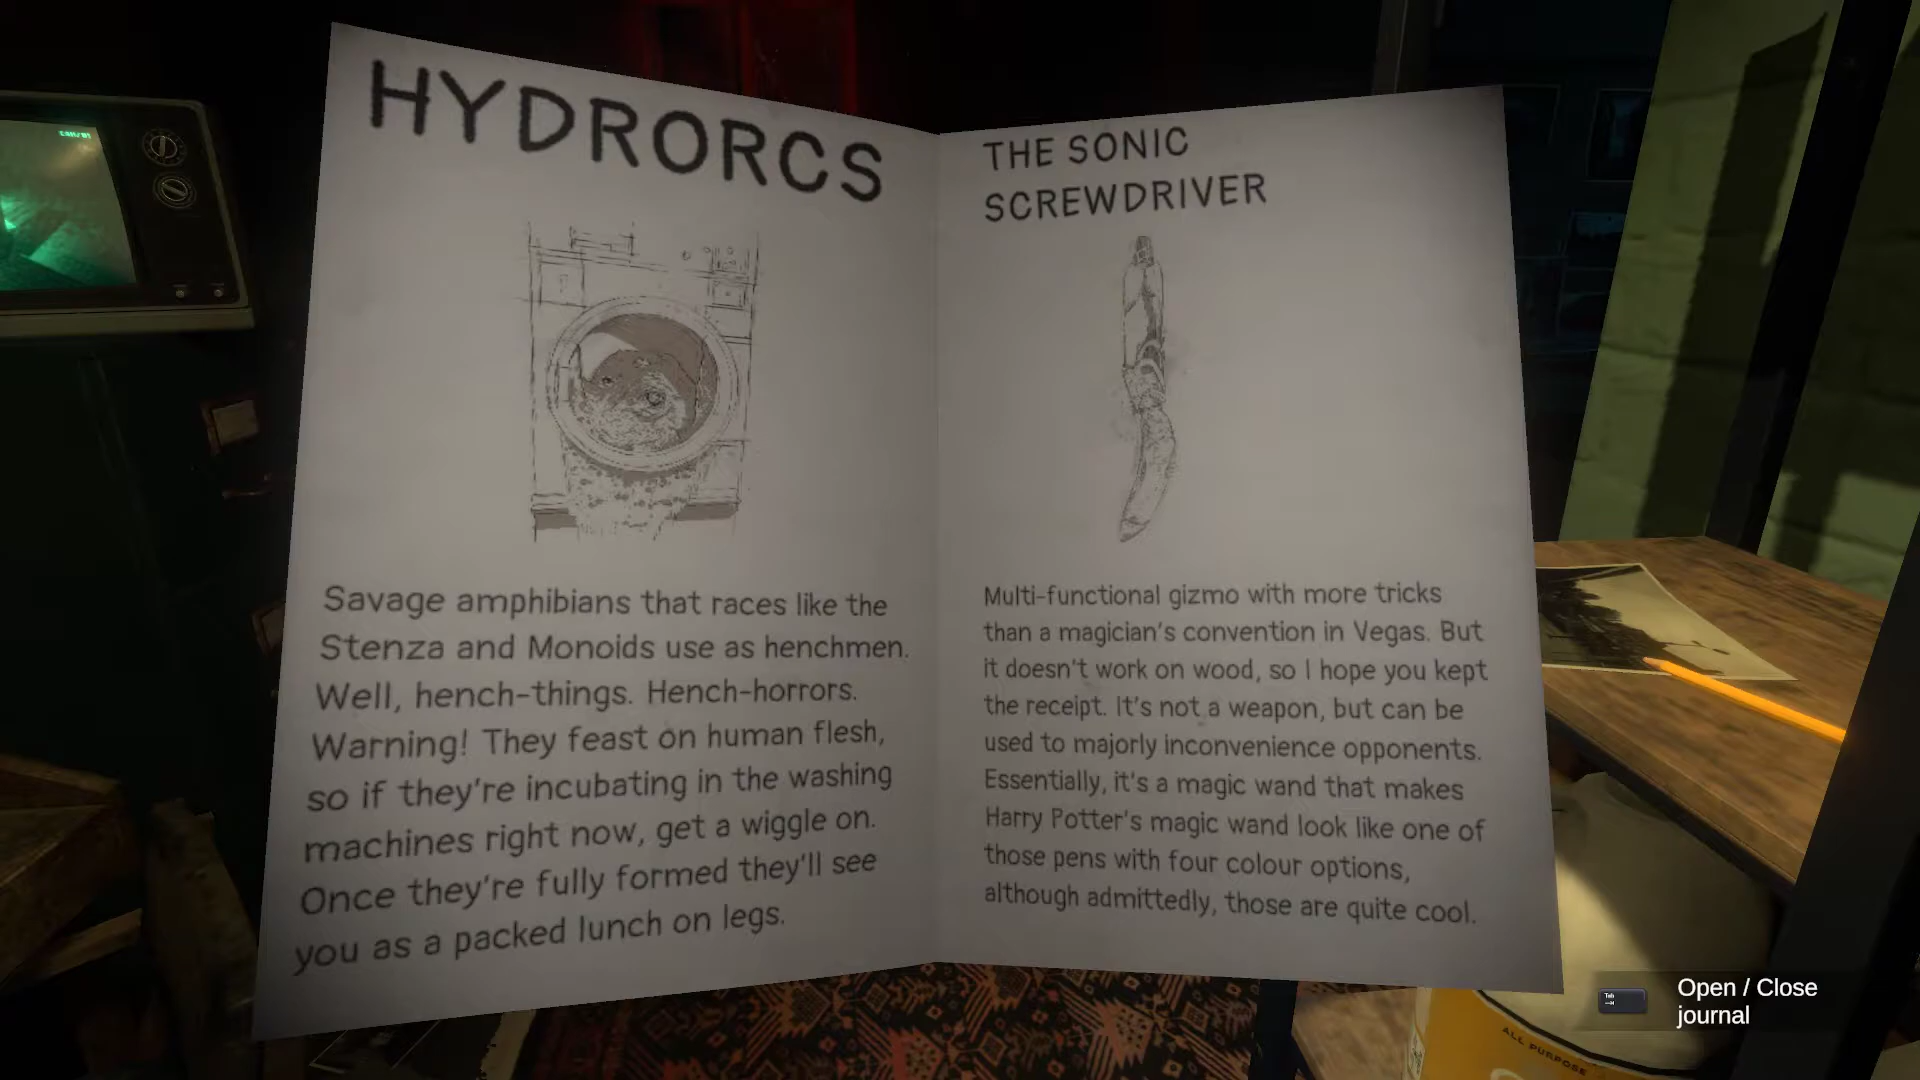 HYDRORCS
Savage amphibians that races like the
Stenza and Monoids use as henchmen.
Well, hench-things. Hench-horrors.
Warning! They feast on human flesh,
so if they're incubating in the washing
machines right now, get a wiggle on.
Once they're fully formed they'll see
you as a packed lunch on legs.
THE SONIC
SCREWDRIVER
Multi-functional gizmo with more tricks
than a magician's convention in Vegas. But
it doesn't work on wood, so I hope you kept
the receipt. It's not a weapon, but can be
used to majorly inconvenience opponents.
Essentially, it's a magic wand that makes
Harry Potter's magic wand look like one of
those pens with four colour options,
although admittedly, those are quite cool.
Tab
Open / Close
journal
ALL PURPOSE